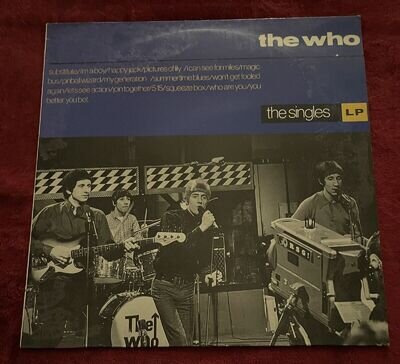 the who
substitute/i'm a boy/happy jack/pictures of lily/i can see for miles/magic
bus/pinball wizard/my generation/summertime blues/won't get fooled
again/let's see action/join together/5.15/squeeze box/who are you/you
better you bet
the singles LP
The
WHO